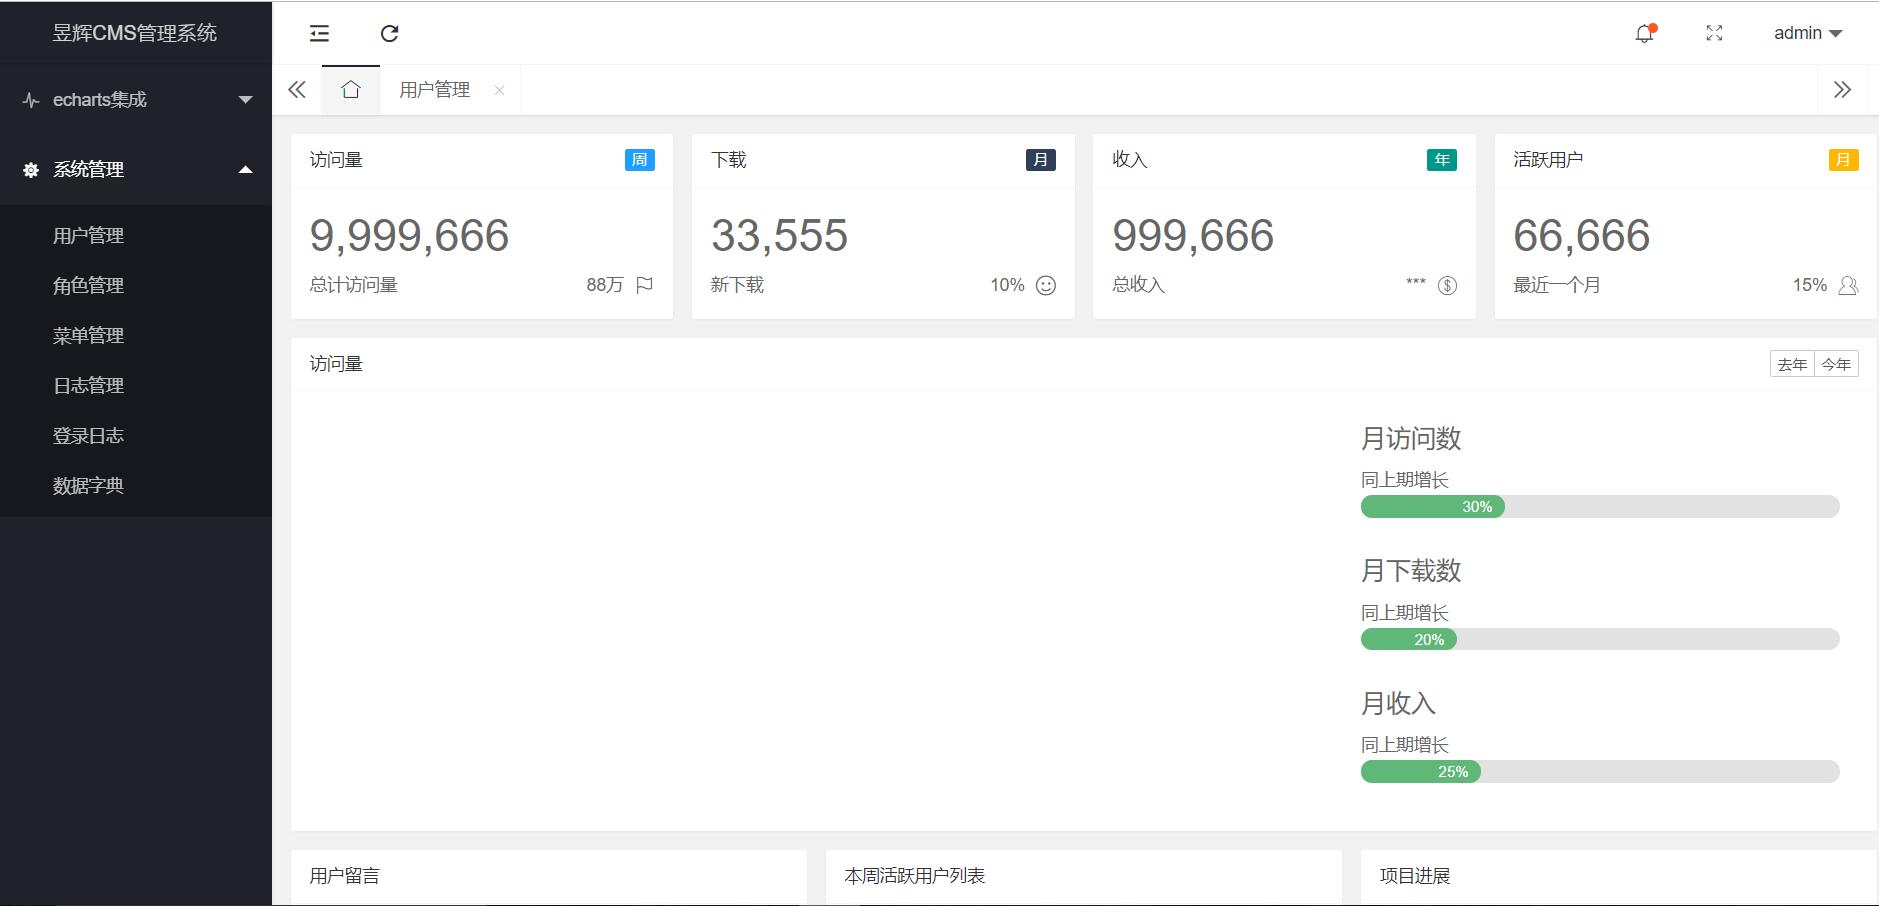 昱辉CMS管理系统
admin
echarts集成
系统管理
用户管理
角色管理
菜单管理
日志管理
登录日志
数据字典
用户管理
访问量 周
9,999,666
总计访问量 88万
下载 月
33,555
新下载 10%
收入 年
999,666
总收入 ***
活跃用户 月
66,666
最近一个月 15%
访问量 去年 今年
月访问数
同上期增长
30%
月下载数
同上期增长
20%
月收入
同上期增长
25%
用户留言
本周活跃用户列表
项目进展